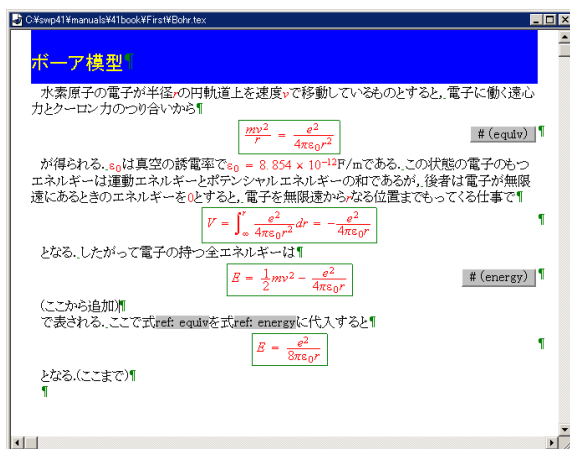 C:\swp41\manuals\41book\First\Bohr.tex
ボーア模型¶
水素原子の電子が半径rの円軌道上を速度vで移動しているものとすると, 電子に働く遠心
力とクーロン力のつり合いから¶
mv²/r = e²/4πε₀r² # (equiv) ¶
が得られる. ε₀は真空の誘電率でε₀ = 8.854 × 10⁻¹²F/mである. この状態の電子のもつ
エネルギーは運動エネルギーとポテンシャルエネルギーの和であるが, 後者は電子が無限
遠にあるときのエネルギーを0とすると, 電子を無限遠からrなる位置までもってくる仕事で
V = ∫_∞^r e²/4πε₀r² dr = − e²/4πε₀r ¶
となる. したがって電子の持つ全エネルギーは¶
E = 1/2 mv² − e²/4πε₀r # (energy) ¶
(ここから追加)¶
で表される. ここで式ref: equivを式ref: energyに代入すると¶
E = e²/8πε₀r ¶
となる.(ここまで)¶
¶